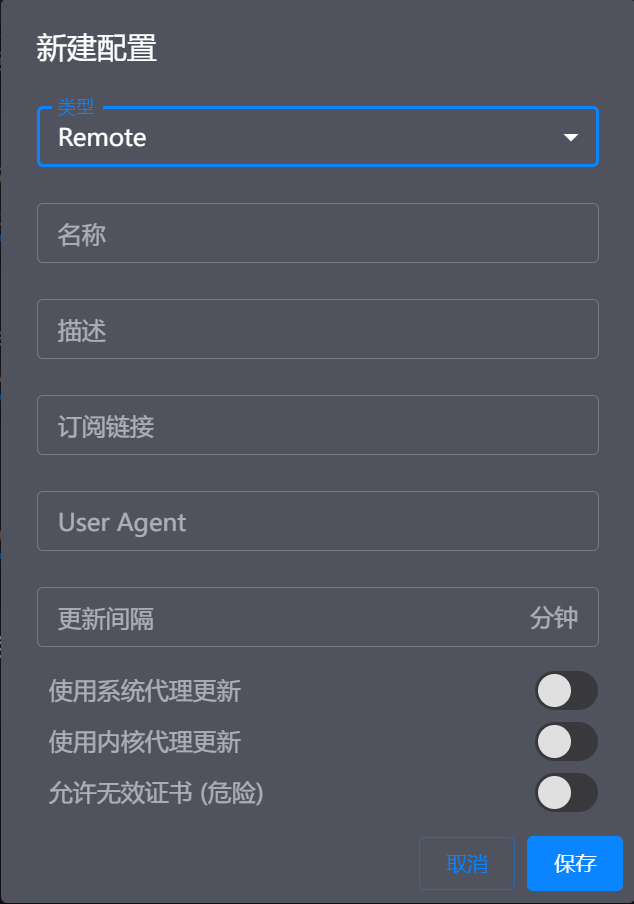 新建配置
类型
Remote
名称
描述
订阅链接
User Agent
更新间隔 分钟
使用系统代理更新
使用内核代理更新
允许无效证书 (危险)
取消 保存